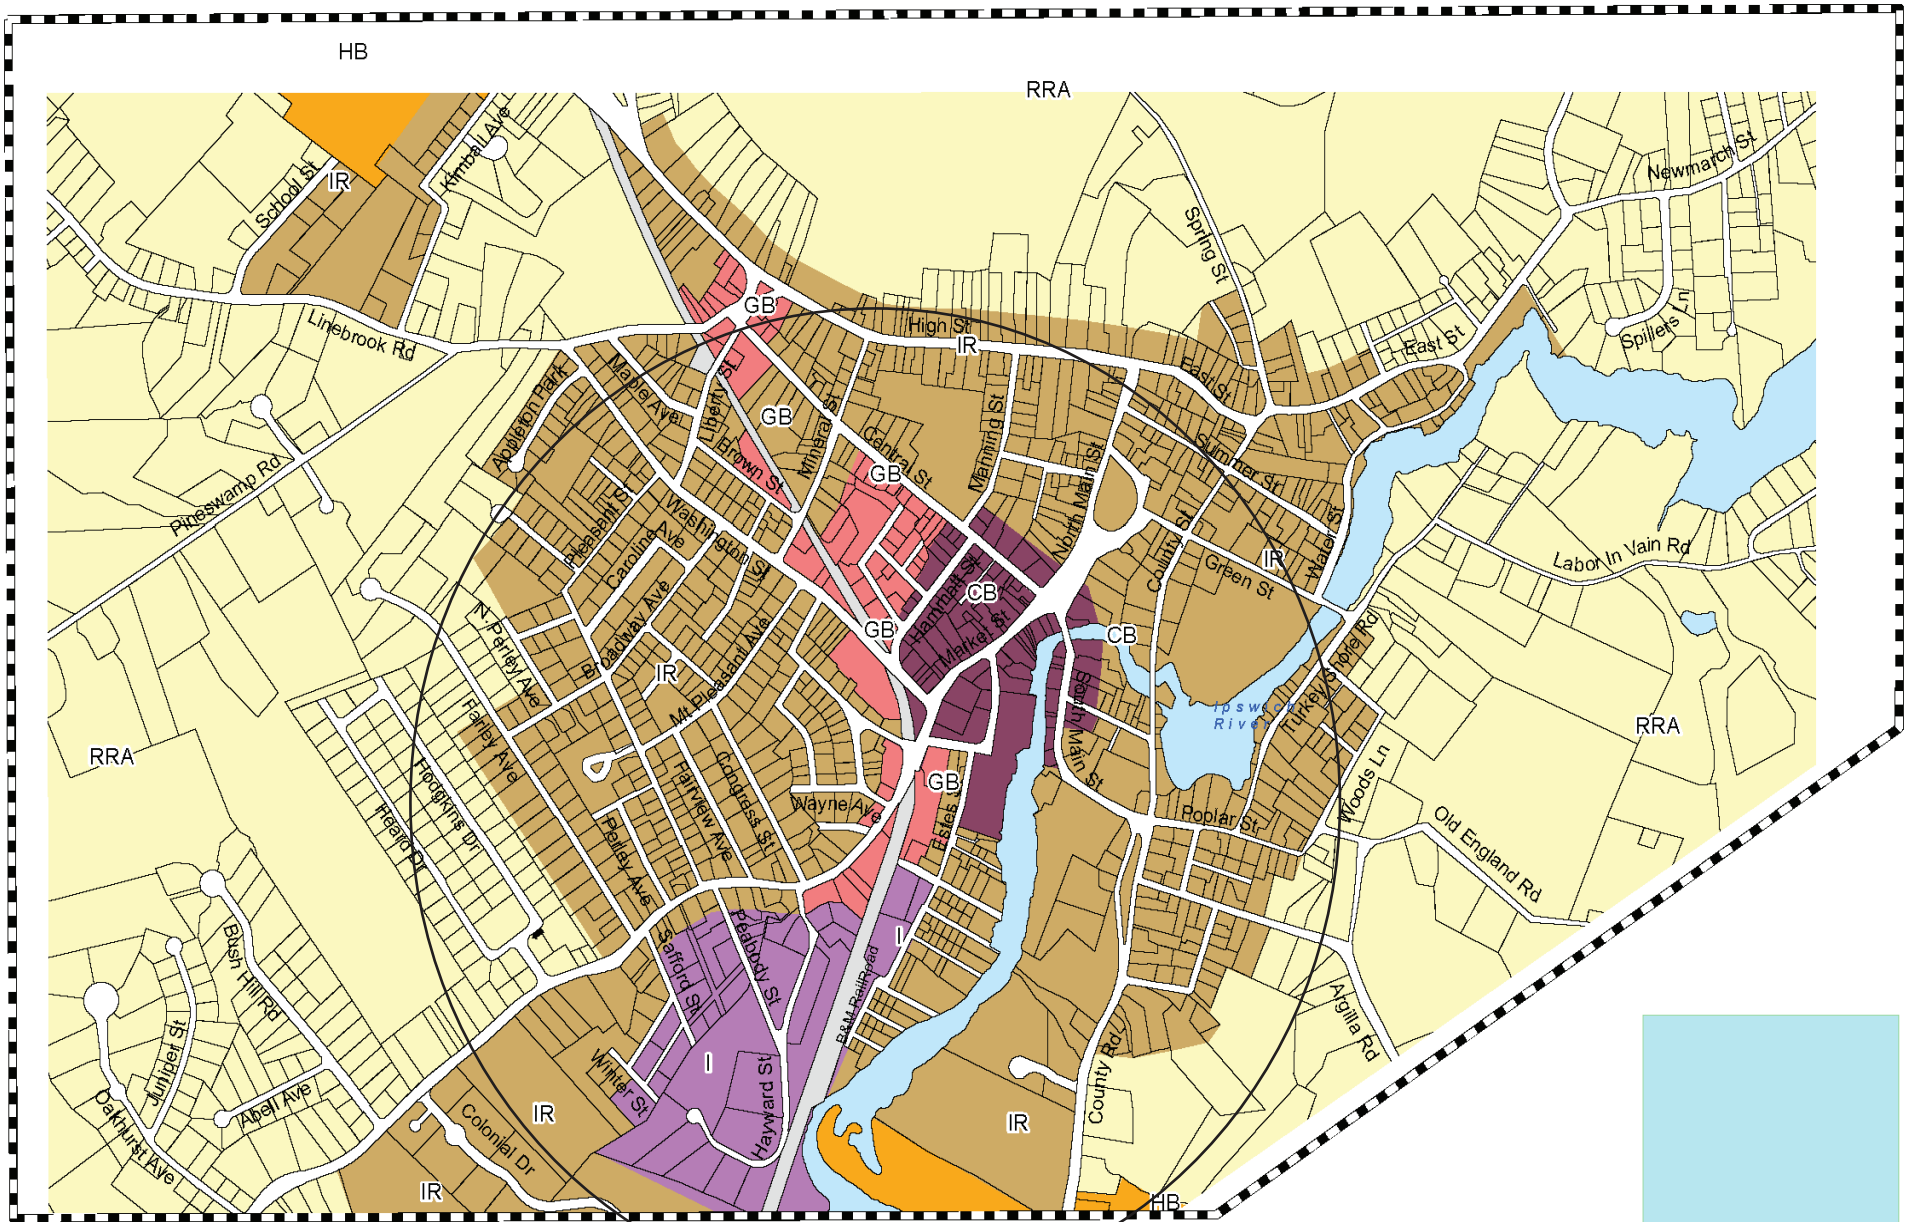 HB
RRA
Kimball Ave
School St
IR
Newmarch St
Spring St
GB
Linebrook Rd
High St
IR
Spillers Ln
East St
East St
Maple Ave
Liberty St
Appleton Park
GB
Mineral St
Central St
Manning St
Brown St
GB
North Main St
Summer St
Pineswamp Rd
Pleasant St
Washington St
Caroline Ave
Water St
County St
IR
Green St
Labor In Vain Rd
Hammatt St
CB
Market St
GB
CB
N. Perley Ave
Broadway Ave
IR
Mt Pleasant Ave
South Main St
Ipswich
River
Turkey Shore Rd
RRA
RRA
Farley Ave
Hodgkins Dr
Heard Dr
Fairview Ave
Congress St
Wayne Ave
GB
Estes
Woods Ln
Poplar St
Old England Rd
Perley Ave
Bush Hill Rd
Safford St
Peabody St
I
B&M RailRoad
Argilla Rd
Juniper St
Winter St
I
Hayward St
County Rd
Oakhurst Ave
Abell Ave
Colonial Dr
IR
IR
IR
HB